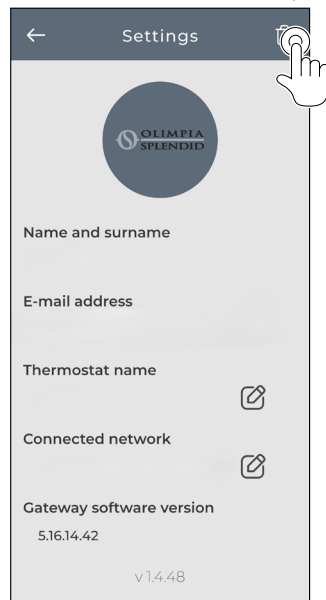 Settings
OLIMPIA
SPLENDID
Name and surname
E-mail address
Thermostat name
Connected network
Gateway software version
5.16.14.42
v 1.4.48